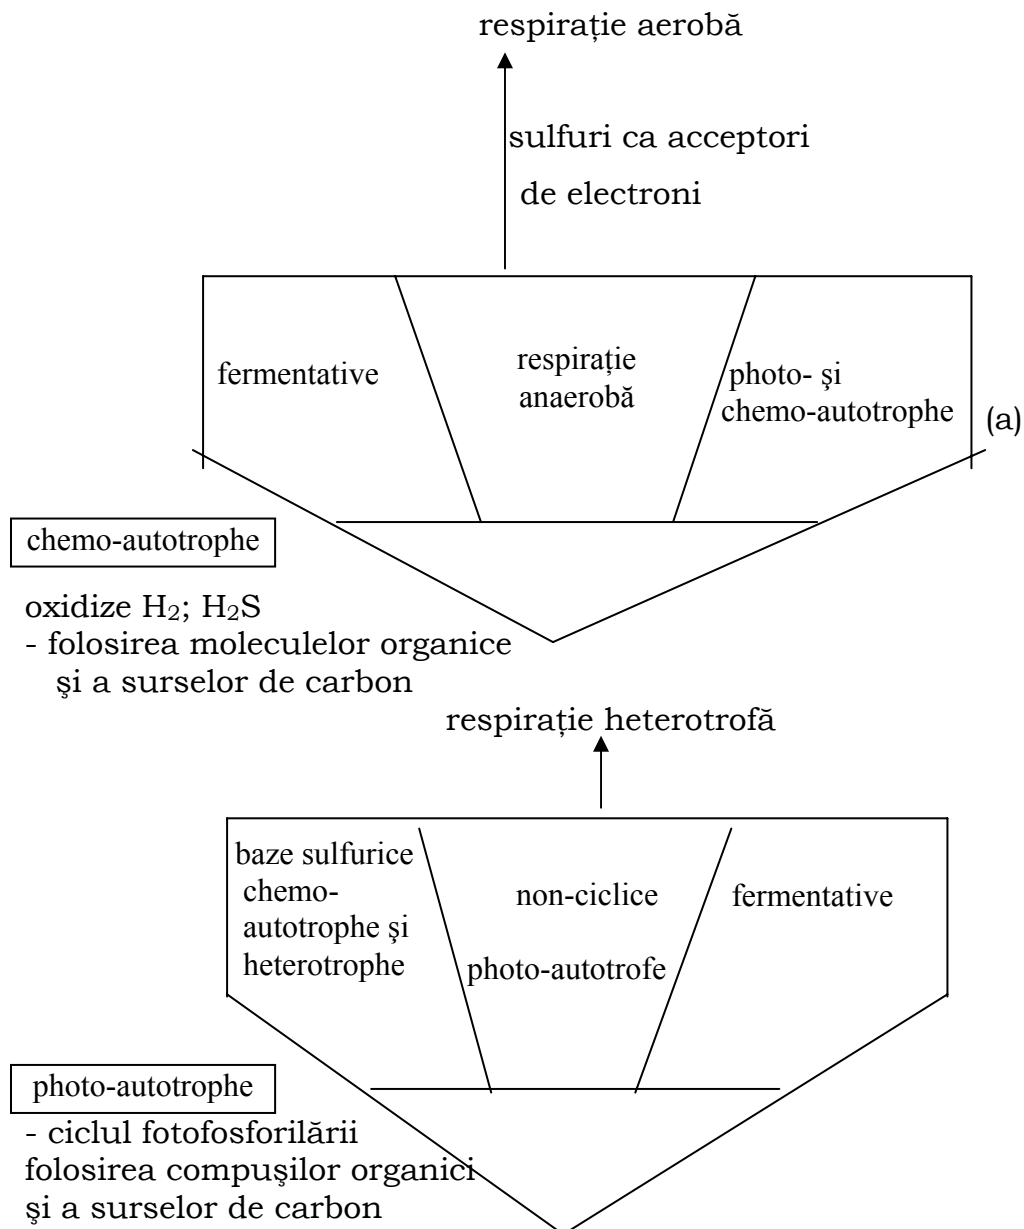 respirație aerobă
sulfuri ca acceptori
de electroni
fermentative
respirație
anaerobă
photo- şi
chemo-autotrophe
(a)
chemo-autotrophe
oxidize H₂; H₂S
- folosirea moleculelor organice
şi a surselor de carbon
respirație heterotrofă
baze sulfurice
chemo-
autotrophe şi
heterotrophe
non-ciclice
photo-autotrofe
fermentative
photo-autotrophe
- ciclul fotofosforilării
folosirea compuşilor organici
şi a surselor de carbon